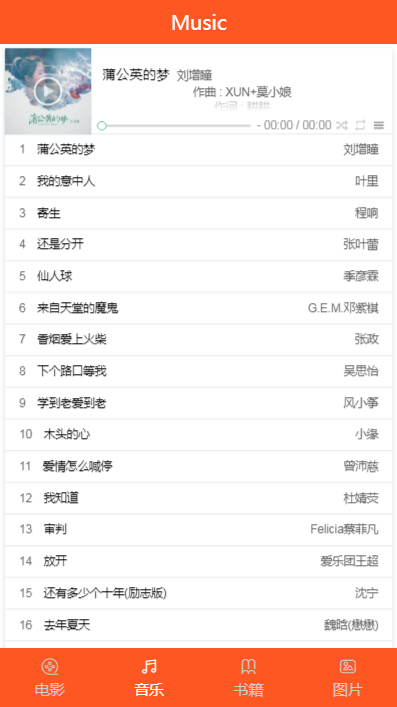 Music
蒲公英的梦 刘增瞳
作曲 : XUN+莫小娘
作词 : 耕耕
蒲公英的梦
- 00:00 / 00:00
1 蒲公英的梦 刘增瞳
2 我的意中人 叶里
3 寄生 程响
4 还是分开 张叶蕾
5 仙人球 季彦霖
6 来自天堂的魔鬼 G.E.M.邓紫棋
7 香烟爱上火柴 张政
8 下个路口等我 吴思怡
9 学到老爱到老 风小筝
10 木头的心 小缘
11 爱情怎么喊停 曾沛慈
12 我知道 杜婧荧
13 审判 Felicia蔡菲凡
14 放开 爱乐团王超
15 还有多少个十年(励志版) 沈宁
16 去年夏天 魏晗(懋懋)
电影 音乐 书籍 图片